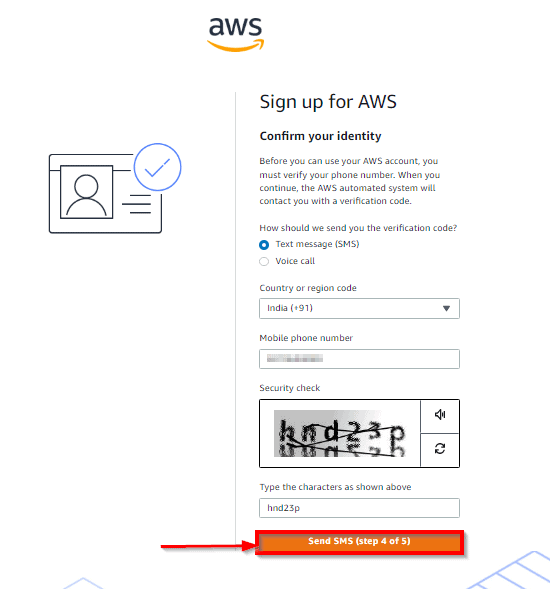 aws
Sign up for AWS
Confirm your identity
Before you can use your AWS account, you
must verify your phone number. When you
continue, the AWS automated system will
contact you with a verification code.
How should we send you the verification code?
Text message (SMS)
Voice call
Country or region code
India (+91)
Mobile phone number
Security check
hnd23p
Type the characters as shown above
hnd23p
Send SMS (step 4 of 5)